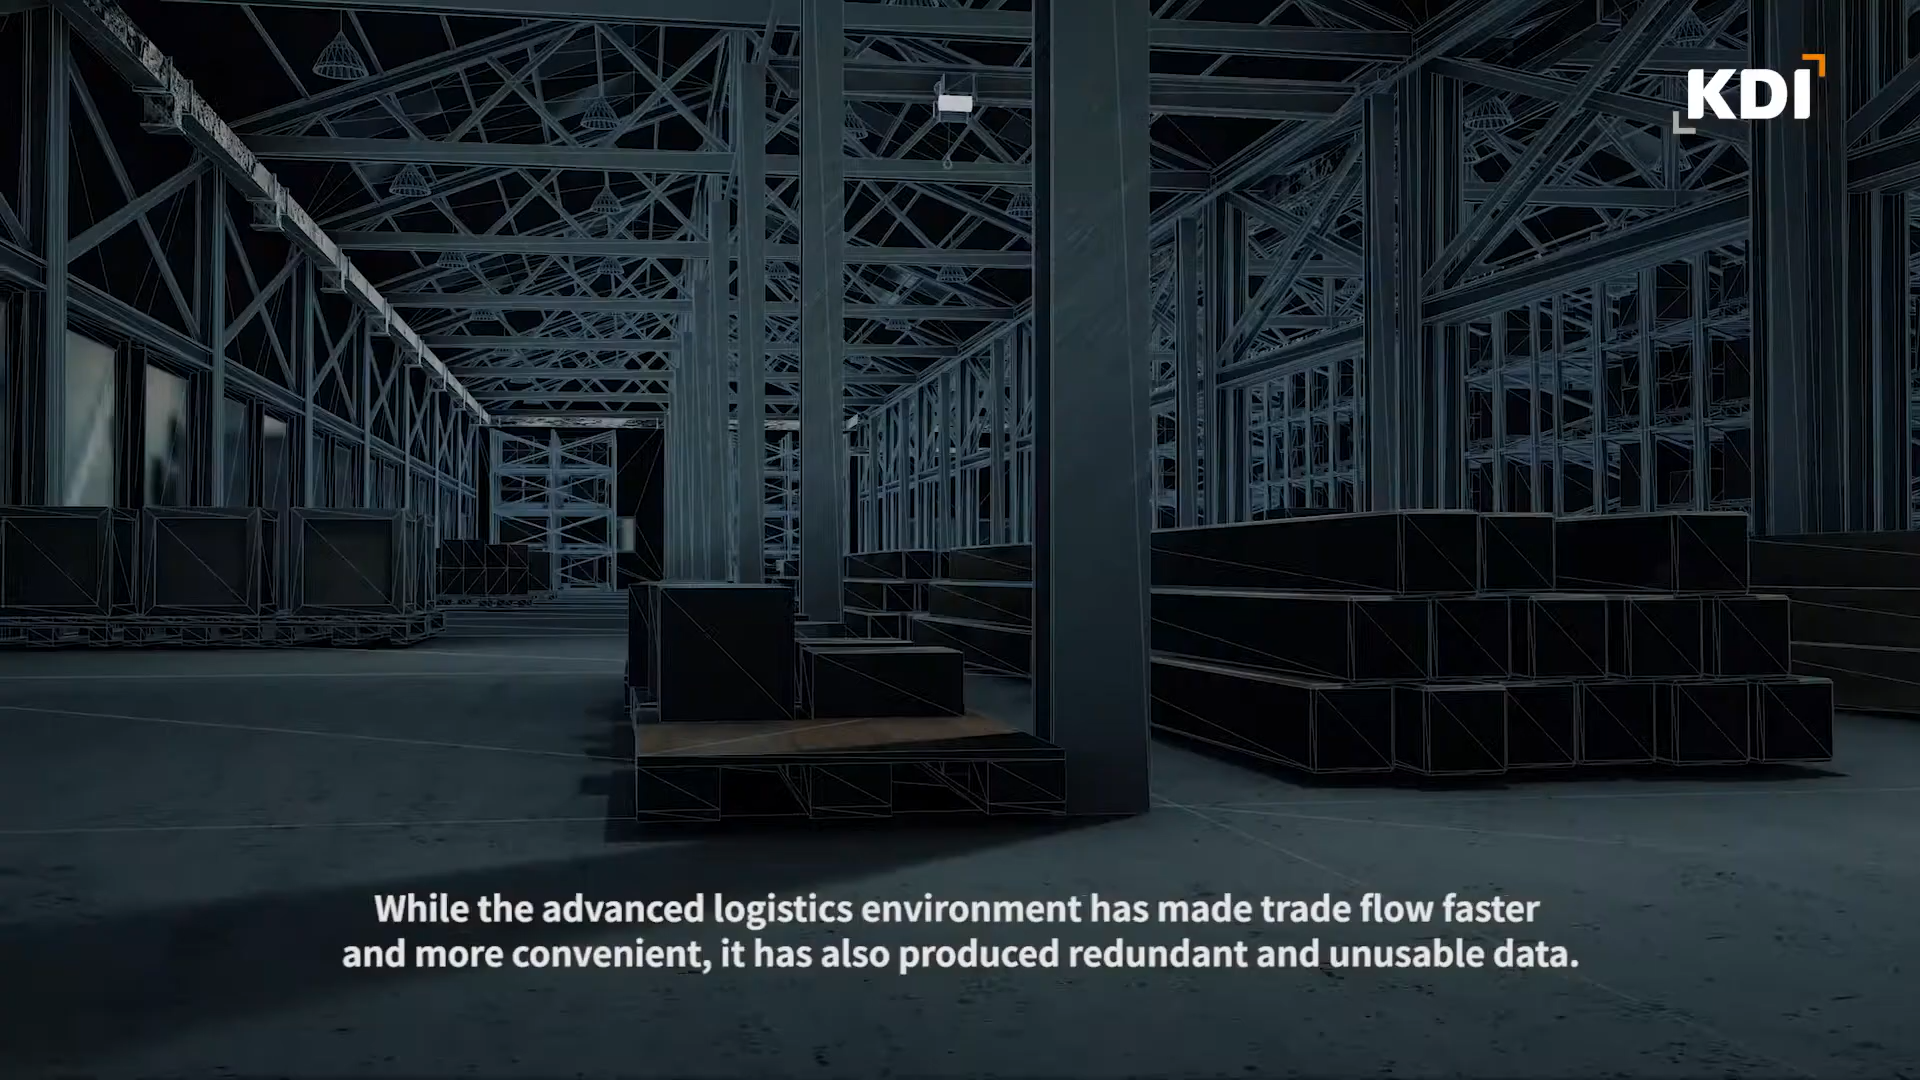 KDI
While the advanced logistics environment has made trade flow faster
and more convenient, it has also produced redundant and unusable data.